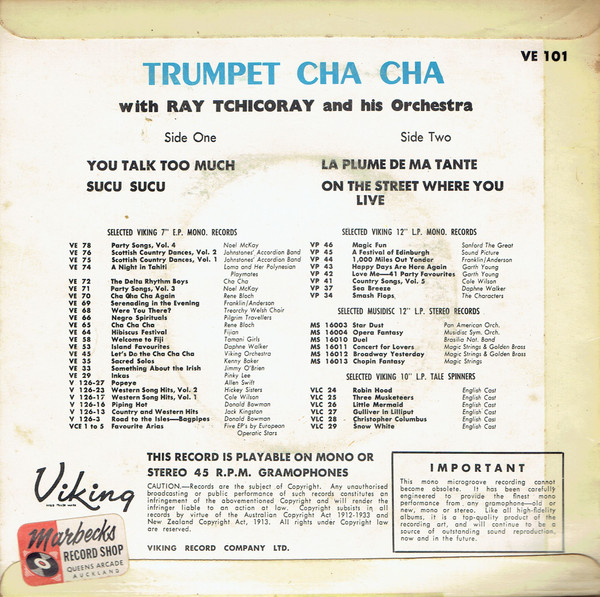 VE 101
TRUMPET CHA CHA
with RAY TCHICORAY and his Orchestra
Side One
YOU TALK TOO MUCH
SUCU SUCU
Side Two
LA PLUME DE MA TANTE
ON THE STREET WHERE YOU
LIVE
SELECTED VIKING 7" E.P. MONO. RECORDS
VE 78 Party Songs, Vol. 4 Noel McKay
VE 76 Scottish Country Dances, Vol. 2 Johnstones' Accordion Band
VE 75 Scottish Country Dances, Vol. 1 Johnstones' Accordion Band
VE 74 A Night in Tahiti Loma and Her Polynesian
Playmates
VE 72 The Delta Rhythm Boys Cha Cha
VE 71 Party Songs, Vol. 3 Noel McKay
VE 70 Cha Cha Cha Again Rene Bloch
VE 69 Serenading in the Evening Franklin/Anderson
VE 68 Were You There? Treorchy Welsh Choir
VE 66 Negro Spirituals Pilgrim Travellers
VE 65 Cha Cha Cha Rene Bloch
VE 64 Hibiscus Festival Fijian
VE 58 Welcome to Fiji Tamani Girls
VE 53 Island Favourites Daphne Walker
VE 45 Let's Do the Cha Cha Cha Viking Orchestra
VE 35 Sacred Solos Kenny Baker
VE 33 Something About the Irish Jimmy O'Brien
VE 29 Inkas Pinky Lee
V 126-27 Popeye Allen Swift
V 126-23 Western Song Hits, Vol. 2 Hickey Sisters
V 126-17 Western Song Hits, Vol. 1 Cole Wilson
V 126-16 Piping Hot Donald Bowman
V 126-13 Country and Western Hits Jack Kingston
V 126-3 Road to the Isles—Bagpipes Donald Bowman
VCE 1 to 5 Favourite Arias Five EP's by European
Operatic Stars
SELECTED VIKING 12" L.P. MONO. RECORDS
VP 46 Magic Fun Sanford The Great
VP 45 A Festival of Edinburgh Sound Picture
VP 44 1,000 Miles Out Yonder Franklin/Anderson
VP 43 Happy Days Are Here Again Garth Young
VP 42 Love Me—41 Party Favourites Garth Young
VP 41 Country Songs, Vol. 5 Cole Wilson
VP 37 Sea Breeze Daphne Walker
VP 34 Smash Flops The Characters
SELECTED MUSIDISC 12" L.P. STEREO RECORDS
MS 16003 Star Dust Pan American Orch.
MS 16004 Opera Fantasy Musidisc Sym. Orch.
MS 16010 Duel Brasilia Nat. Band
MS 16011 Concert for Lovers Magic Strings & Golden Brass
MS 16012 Broadway Yesterday Magic Strings & Golden Brass
MS 16013 Chopin Fantasy Magic Strings
SELECTED VIKING 10" L.P. TALE SPINNERS
VLC 24 Robin Hood English Cast
VLC 25 Three Musketeers English Cast
VLC 26 Little Mermaid English Cast
VLC 27 Gulliver in Lilliput English Cast
VLC 28 Christopher Columbus English Cast
VLC 29 Snow White English Cast
THIS RECORD IS PLAYABLE ON MONO OR
STEREO 45 R.P.M. GRAMOPHONES
CAUTION.—Records are the subject of Copyright. Any unauthorised
broadcasting or public performance of such records constitutes an
infringement of the abovementioned Copyright and will render the
infringer liable to an action at law. Copyright subsists in all
records by virtue of the Australian Copyright Act 1912-1933 and
New Zealand Copyright Act, 1913. All rights under Copyright law
are reserved.
VIKING RECORD COMPANY LTD.
IMPORTANT
This mono microgroove recording cannot
become obsolete. It has been carefully
engineered to provide the finest mono
performance from any gramophone—old or
new, mono or stereo. Like all high-fidelity
albums, it is a top-quality product of the
recording art, and will continue to be a
source of outstanding sound reproduction,
now and in the future.
Viking
Marbecks
RECORD SHOP
QUEENS ARCADE
AUCKLAND